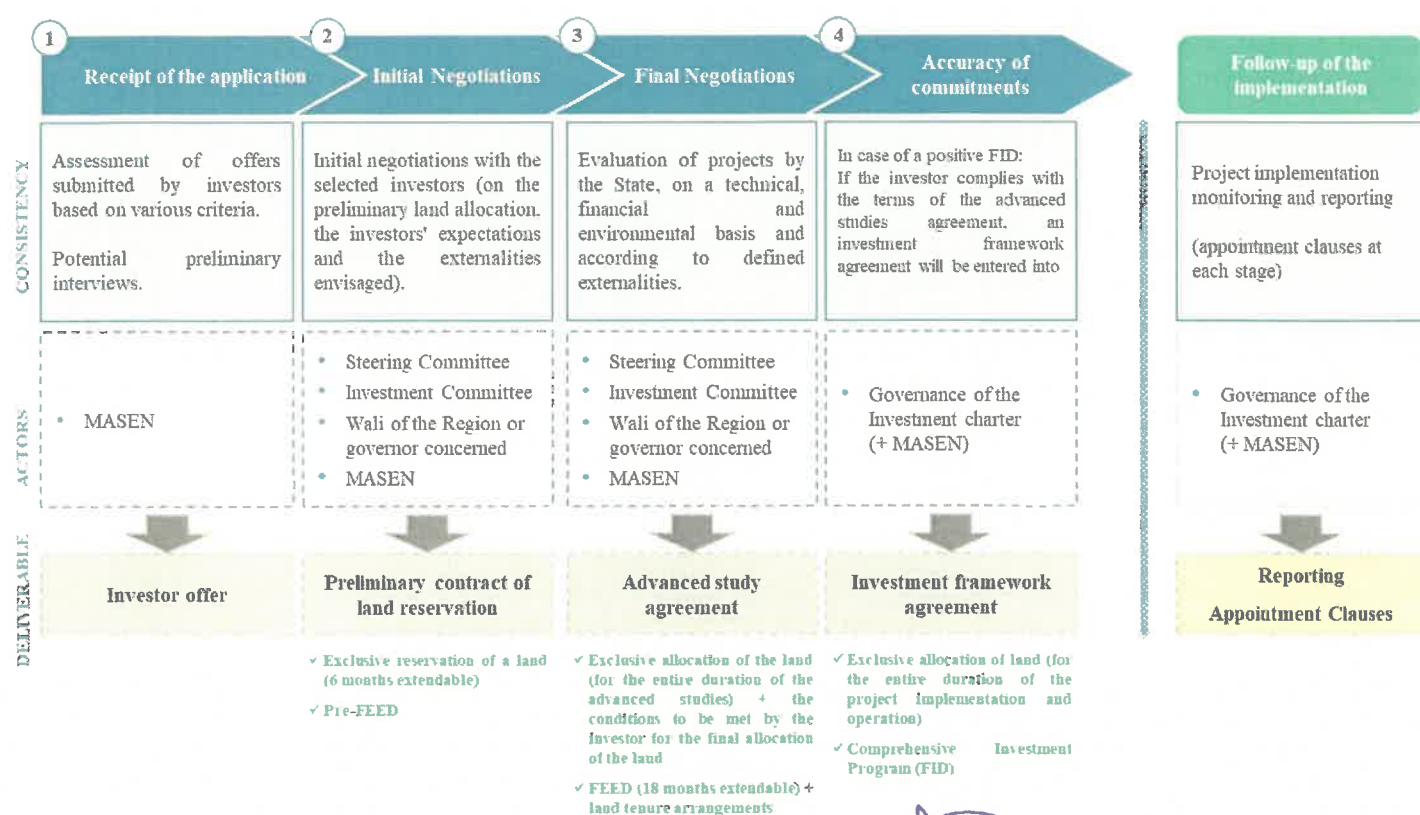 1
2
3
4
Receipt of the application
Initial Negotiations
Final Negotiations
Accuracy of
commitments
Follow-up of the
implementation
CONSISTENCY
Assessment of offers
submitted by investors
based on various criteria.
Potential preliminary
interviews.
Initial negotiations with the
selected investors (on the
preliminary land allocation.
the investors' expectations
and the externalities
envisaged).
Evaluation of projects by
the State, on a technical,
financial and
environmental basis and
according to defined
externalities.
In case of a positive FID:
If the investor complies with
the terms of the advanced
studies agreement, an
investment framework
agreement will be entered into
Project implementation
monitoring and reporting
(appointment clauses at
each stage)
ACTORS
• MASEN
• Steering Committee
• Investment Committee
• Wali of the Region or
governor concerned
• MASEN
• Steering Committee
• Investment Committee
• Wali of the Region or
governor concerned
• MASEN
• Governance of the
Investment charter
(+ MASEN)
• Governance of the
Investment charter
(+ MASEN)
DELIVERABLE
Investor offer
Preliminary contract of
land reservation
Advanced study
agreement
Investment framework
agreement
Reporting
Appointment Clauses
✓ Exclusive reservation of a land
(6 months extendable)
✓ Pre-FEED
✓ Exclusive allocation of the land
(for the entire duration of the
advanced studies) + the
conditions to be met by the
Investor for the final allocation
of the land
✓ FEED (18 months extendable) +
land tenure arrangements
✓ Exclusive allocation of land (for
the entire duration of the
project implementation and
operation)
✓ Comprehensive Investment
Program (FID)